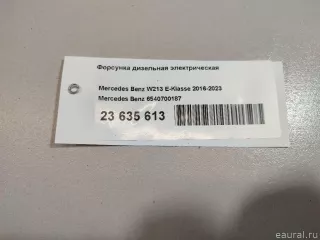 Форсунка дизельная электрическая
Mercedes Benz W213 E-Klasse 2016-2023
Mercedes Benz 6540700187
23 635 613
eaural.ru